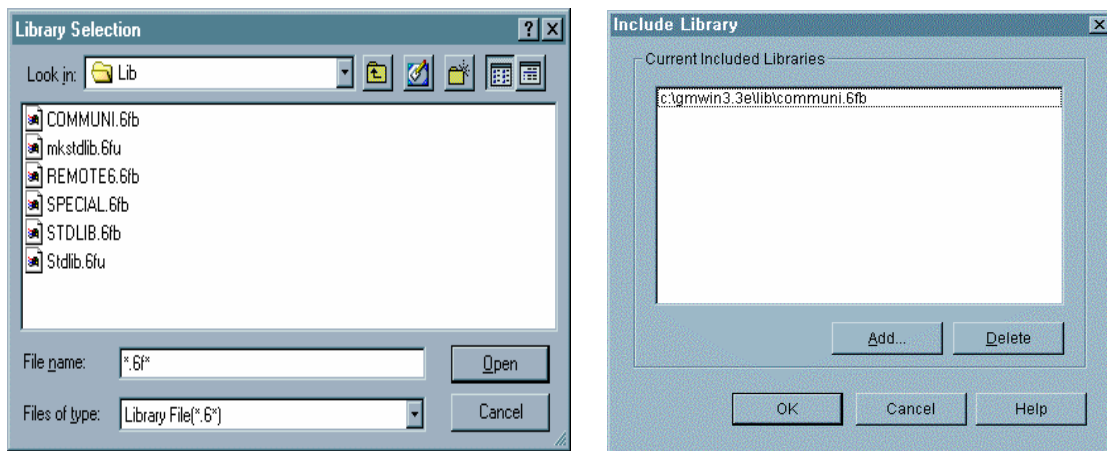 Library Selection
Look in: Lib
COMMUNI.6fb
mkstdlib.6fu
REMOTE6.6fb
SPECIAL.6fb
STDLIB.6fb
Stdlib.6fu
File name: *.6f* Open
Files of type: Library File(*.6*) Cancel
Include Library
Current Included Libraries
c:\gmwin3.3e\lib\communi.6fb
Add... Delete
OK Cancel Help